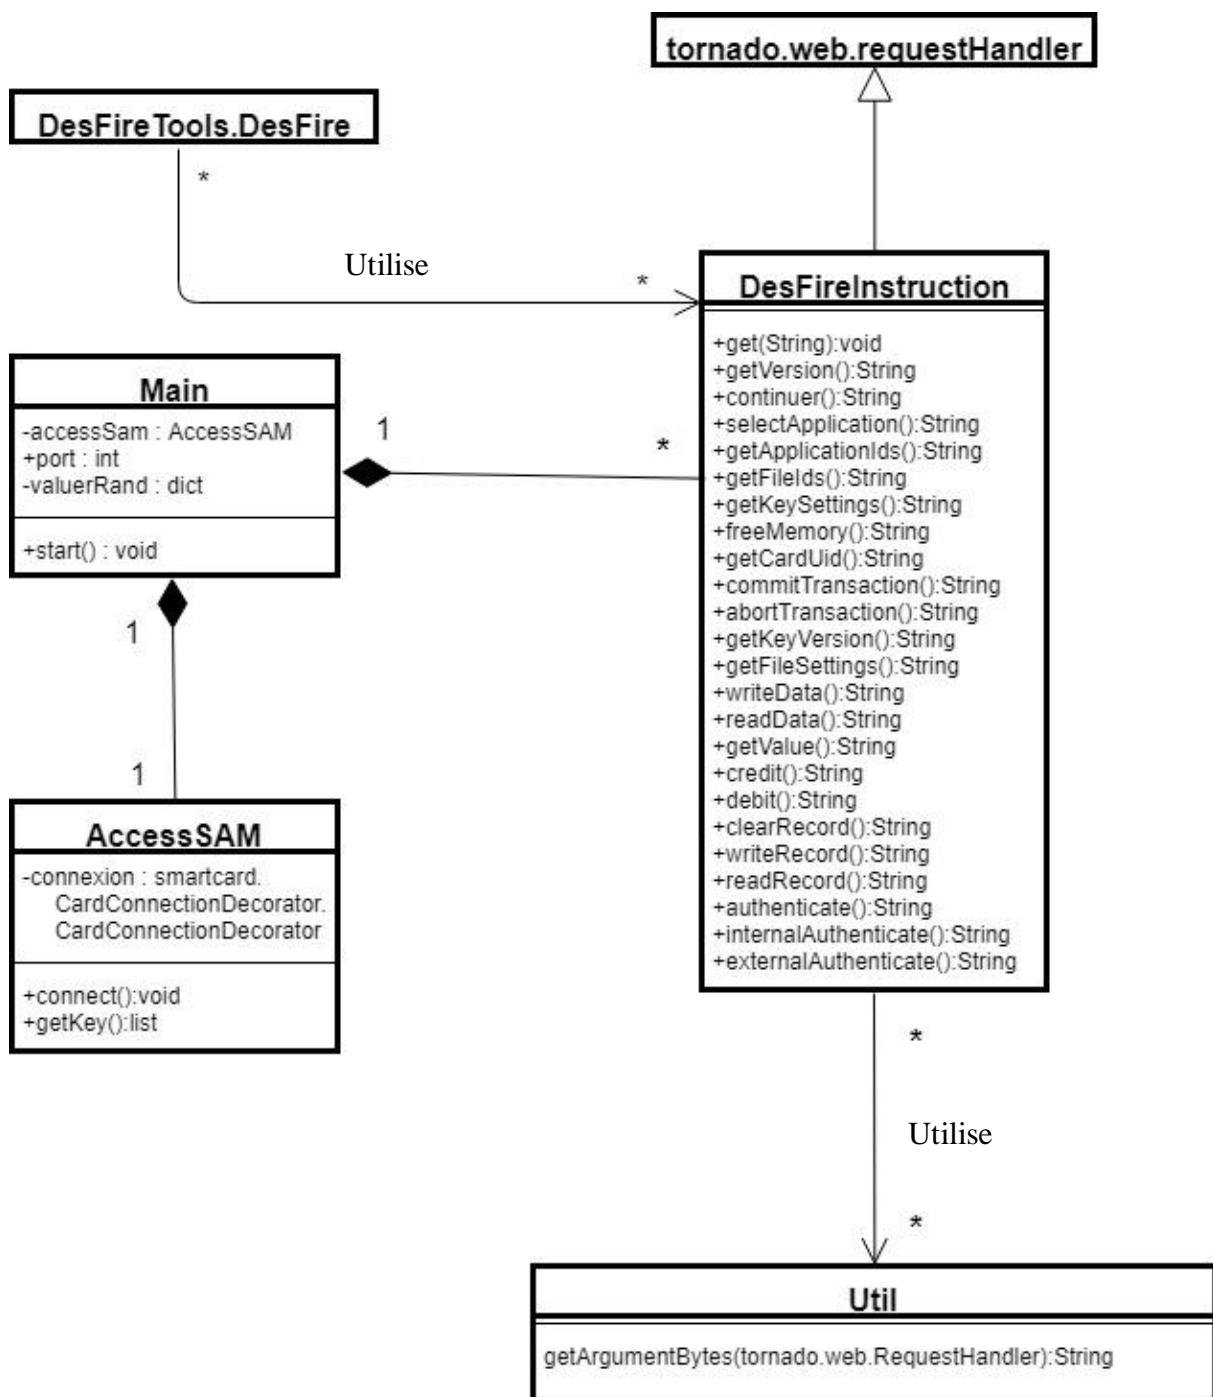 tornado.web.requestHandler
DesFireTools.DesFire
*
Utilise
*
DesFireInstruction
+get(String):void
+getVersion():String
+continuer():String
+selectApplication():String
+getApplicationIds():String
+getFileIds():String
+getKeySettings():String
+freeMemory():String
+getCardUid():String
+commitTransaction():String
+abortTransaction():String
+getKeyVersion():String
+getFileSettings():String
+writeData():String
+readData():String
+getValue():String
+credit():String
+debit():String
+clearRecord():String
+writeRecord():String
+readRecord():String
+authenticate():String
+internalAuthenticate():String
+externalAuthenticate():String
Main
-accessSam : AccessSAM
+port : int
-valuerRand : dict
+start() : void
1
*
1
1
AccessSAM
-connexion : smartcard.
CardConnectionDecorator.
CardConnectionDecorator
+connect():void
+getKey():list
*
Utilise
*
Util
getArgumentBytes(tornado.web.RequestHandler):String